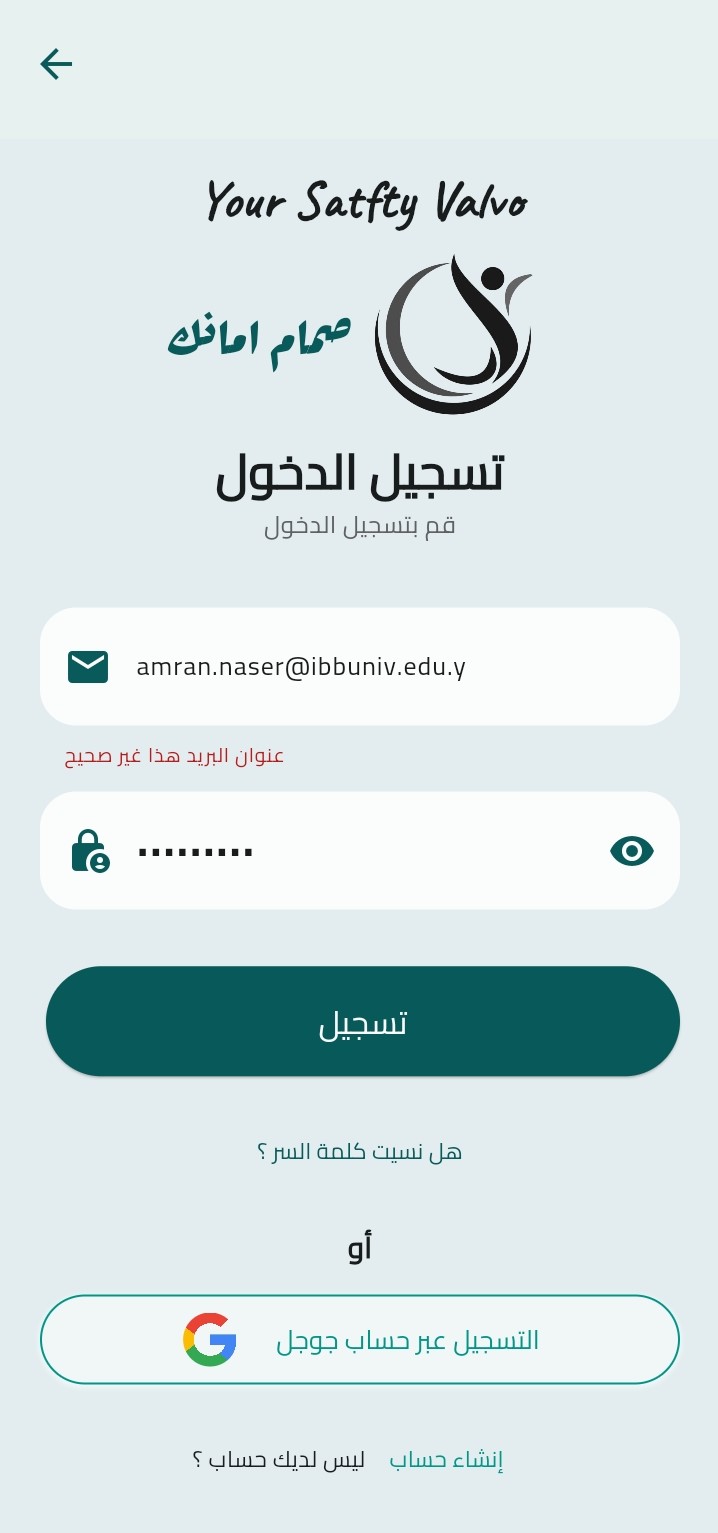 Your Satfty Valvo
صمام امانك
تسجيل الدخول
قم بتسجيل الدخول
amran.naser@ibbuniv.edu.y
عنوان البريد هذا غير صحيح
•••••••••
تسجيل
هل نسيت كلمة السر ؟
أو
التسجيل عبر حساب جوجل
ليس لديك حساب ؟ إنشاء حساب